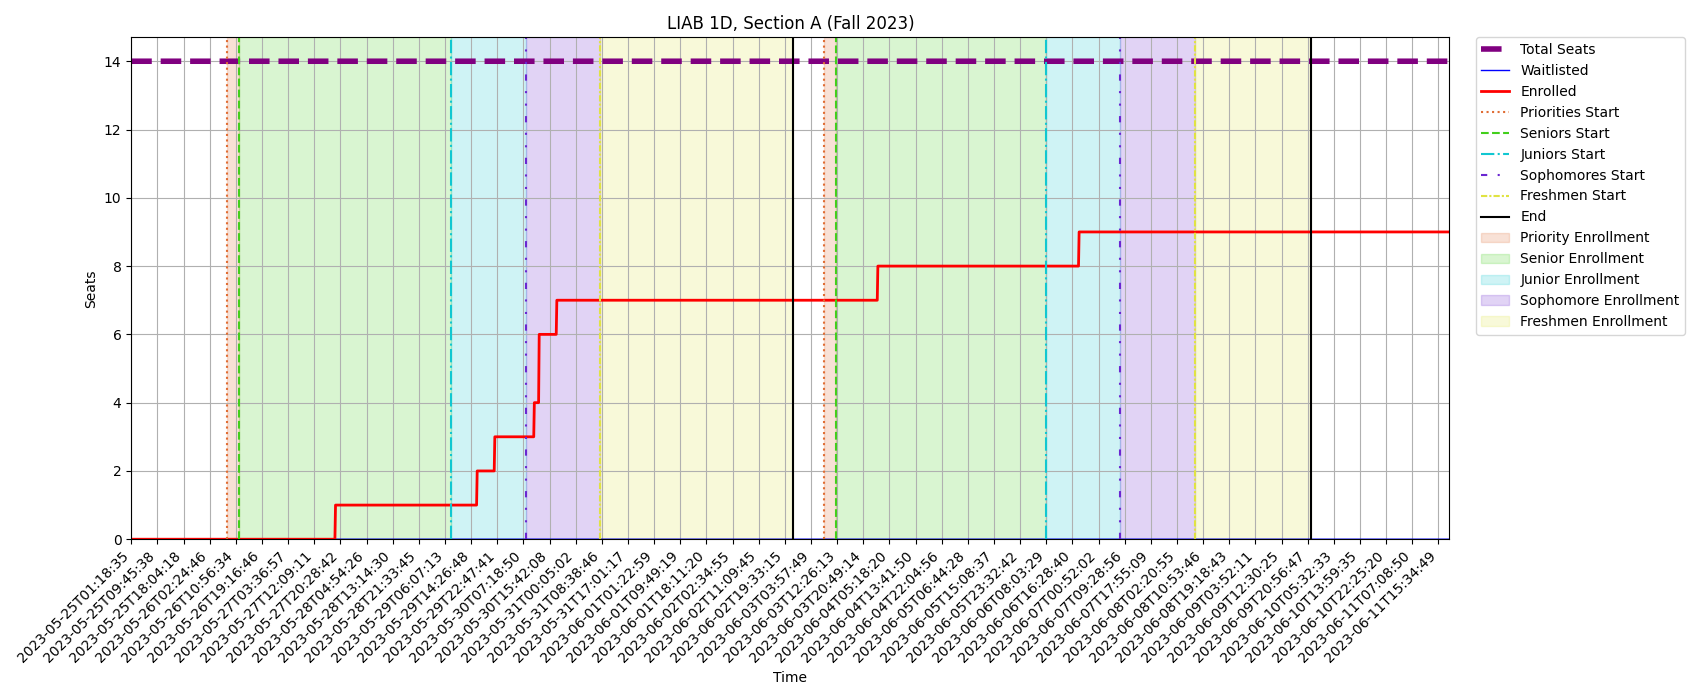 LIAB 1D, Section A (Fall 2023)
14
12
10
8
6
4
2
0
Seats
2023-05-25T01:18:35
2023-05-25T09:45:38
2023-05-25T18:04:18
2023-05-26T02:24:46
2023-05-26T10:56:34
2023-05-26T19:16:46
2023-05-27T03:36:57
2023-05-27T12:09:11
2023-05-27T20:28:42
2023-05-28T04:54:26
2023-05-28T13:14:30
2023-05-28T21:33:45
2023-05-29T06:07:13
2023-05-29T14:26:48
2023-05-29T22:47:41
2023-05-30T07:18:50
2023-05-30T15:42:08
2023-05-31T00:05:02
2023-05-31T08:38:46
2023-05-31T17:01:17
2023-06-01T01:22:59
2023-06-01T09:49:19
2023-06-01T18:11:20
2023-06-02T02:34:55
2023-06-02T11:09:45
2023-06-02T19:33:15
2023-06-03T03:57:49
2023-06-03T12:26:13
2023-06-03T20:49:14
2023-06-04T05:18:20
2023-06-04T13:41:50
2023-06-04T22:04:56
2023-06-05T06:44:28
2023-06-05T15:08:37
2023-06-05T23:32:42
2023-06-06T08:03:29
2023-06-06T16:28:40
2023-06-07T00:52:02
2023-06-07T09:28:56
2023-06-07T17:55:09
2023-06-08T02:20:55
2023-06-08T10:53:46
2023-06-08T19:18:43
2023-06-09T03:52:11
2023-06-09T12:30:25
2023-06-09T20:56:47
2023-06-10T05:32:33
2023-06-10T13:59:35
2023-06-10T22:25:20
2023-06-11T07:08:50
2023-06-11T15:34:49
Time
Total Seats
Waitlisted
Enrolled
Priorities Start
Seniors Start
Juniors Start
Sophomores Start
Freshmen Start
End
Priority Enrollment
Senior Enrollment
Junior Enrollment
Sophomore Enrollment
Freshmen Enrollment